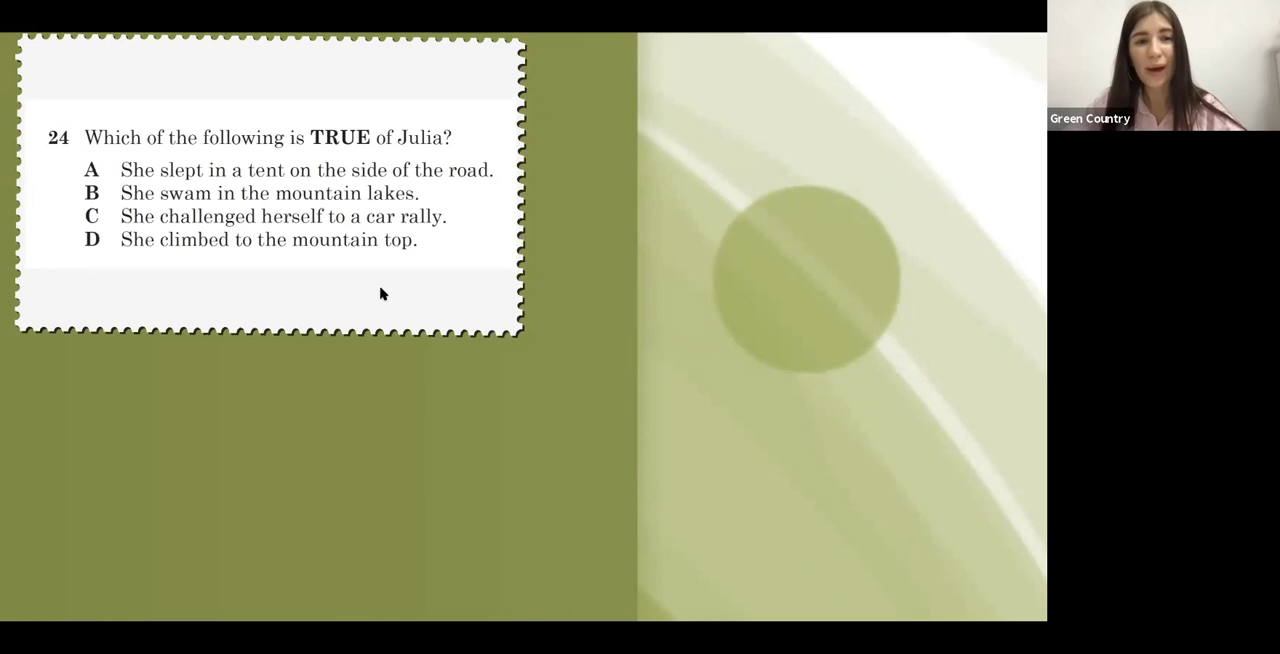 24 Which of the following is TRUE of Julia?
A She slept in a tent on the side of the road.
B She swam in the mountain lakes.
C She challenged herself to a car rally.
D She climbed to the mountain top.
Green Country